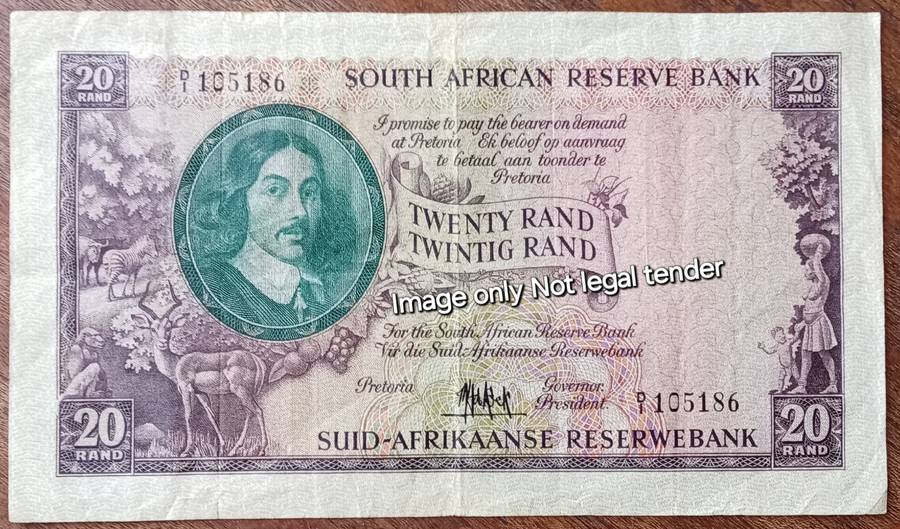 20
RAND
D/1 105186
SOUTH AFRICAN RESERVE BANK
20
RAND
I promise to pay the bearer on demand
at Pretoria Ek beloof op aanvraag
te betaal aan toonder te
Pretoria
TWENTY RAND
TWINTIG RAND
Image only Not legal tender
For the South African Reserve Bank
Vir die Suid-Afrikaanse Reserwebank
Pretoria
Governor.
President.
D/1 105186
20
RAND
SUID-AFRIKAANSE RESERWEBANK
20
RAND